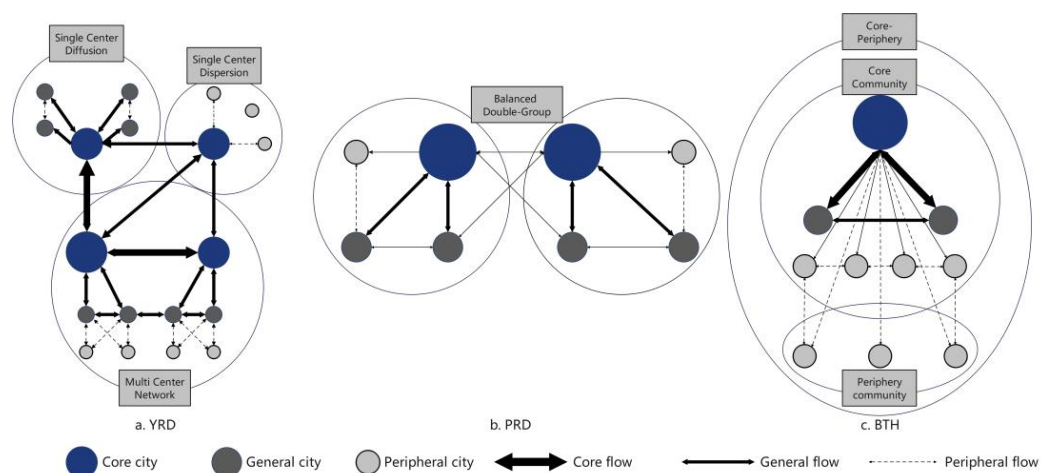 Single Center
Diffusion
Single Center
Dispersion
Multi Center
Network
a. YRD
Balanced
Double-Group
b. PRD
Core-
Periphery
Core
Community
Periphery
community
c. BTH
Core city
General city
Peripheral city
Core flow
General flow
Peripheral flow